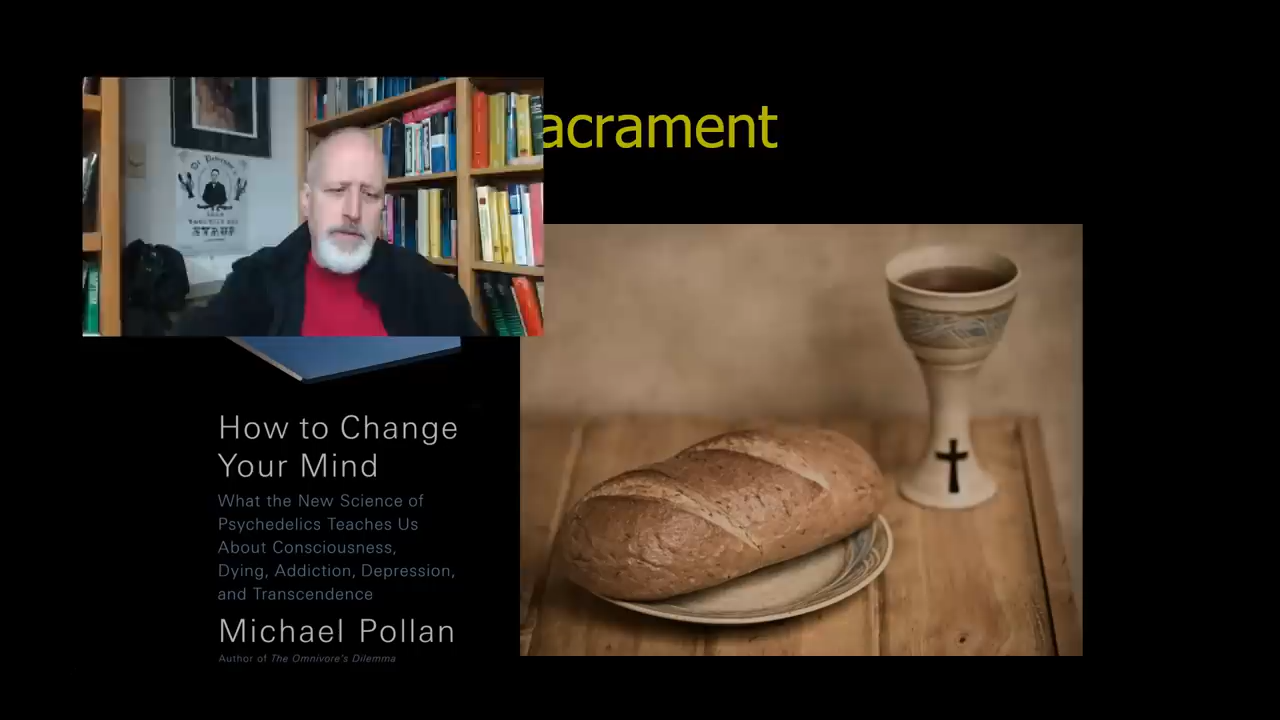 acrament
How to Change
Your Mind
What the New Science of
Psychedelics Teaches Us
About Consciousness,
Dying, Addiction, Depression,
and Transcendence
Michael Pollan
Author of The Omnivore's Dilemma